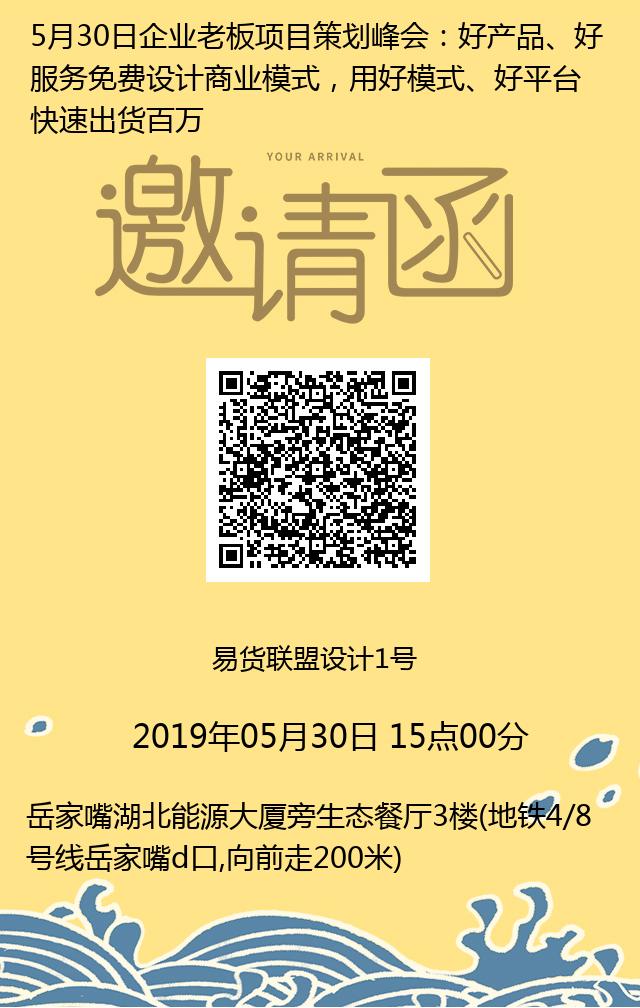 5月30日企业老板项目策划峰会：好产品、好
服务免费设计商业模式，用好模式、好平台
快速出货百万
YOUR ARRIVAL
邀请函
易货联盟设计1号
2019年05月30日 15点00分
岳家嘴湖北能源大厦旁生态餐厅3楼(地铁4/8
号线岳家嘴d口,向前走200米)